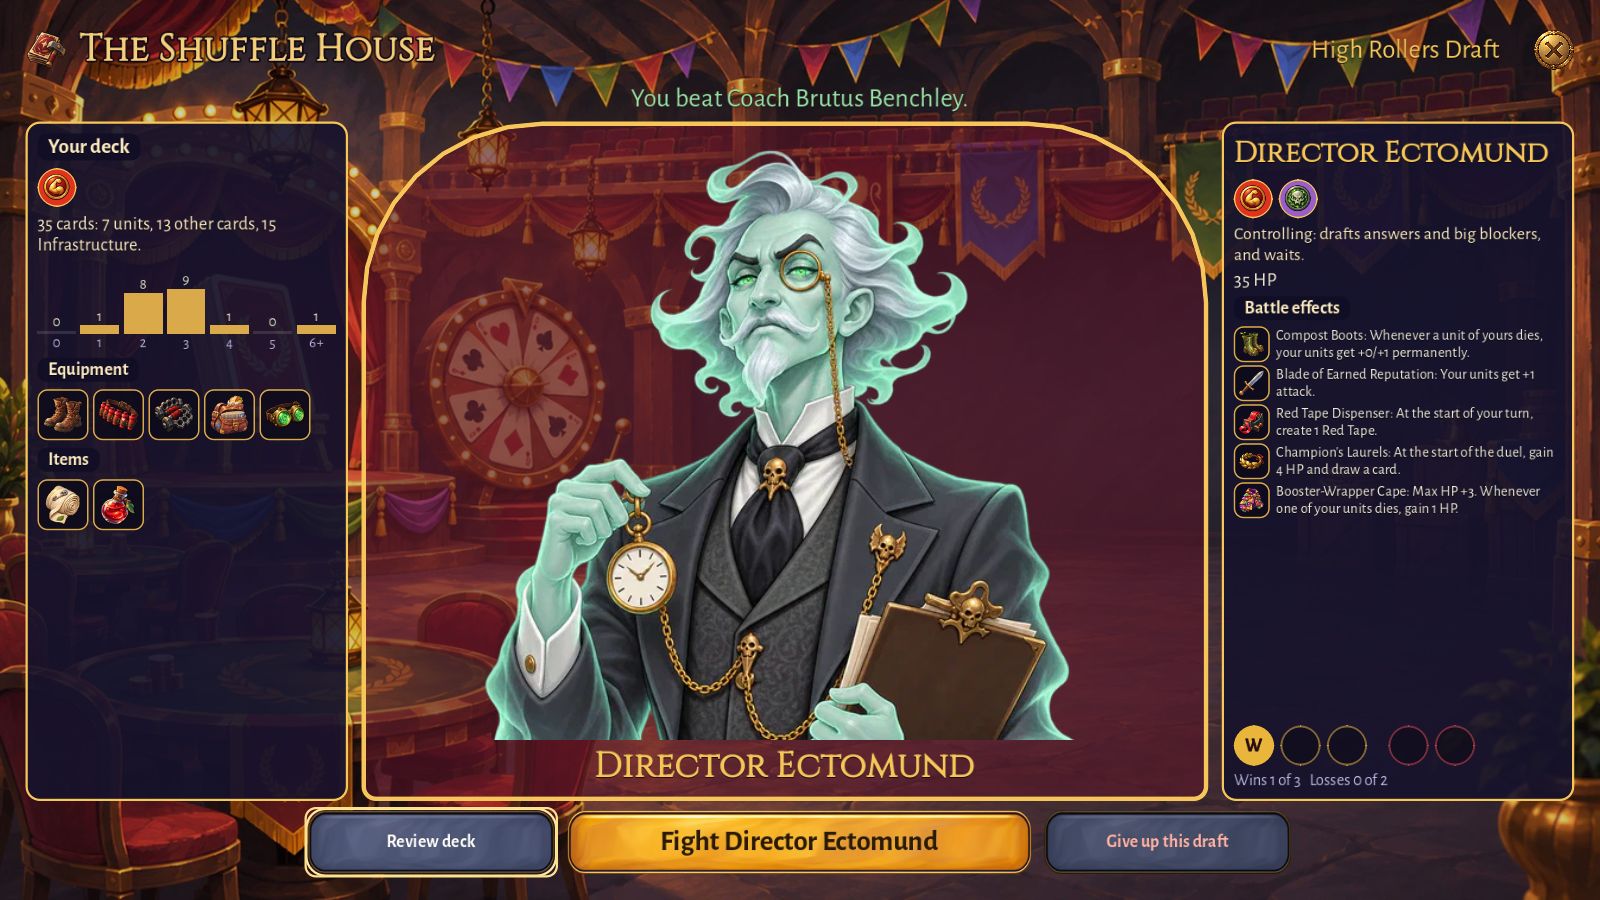 The Shuffle House
High Rollers Draft
You beat Coach Brutus Benchley.
Your deck
35 cards: 7 units, 13 other cards, 15
Infrastructure.
0 1 8 9 1 0 1
0 1 2 3 4 5 6+
Equipment
Items
Director Ectomund
Director Ectomund
Controlling: drafts answers and big blockers,
and waits.
35 HP
Battle effects
Compost Boots: Whenever a unit of yours dies,
your units get +0/+1 permanently.
Blade of Earned Reputation: Your units get +1
attack.
Red Tape Dispenser: At the start of your turn,
create 1 Red Tape.
Champion's Laurels: At the start of the duel, gain
4 HP and draw a card.
Booster-Wrapper Cape: Max HP +3. Whenever
one of your units dies, gain 1 HP.
W
Wins 1 of 3 Losses 0 of 2
Review deck
Fight Director Ectomund
Give up this draft